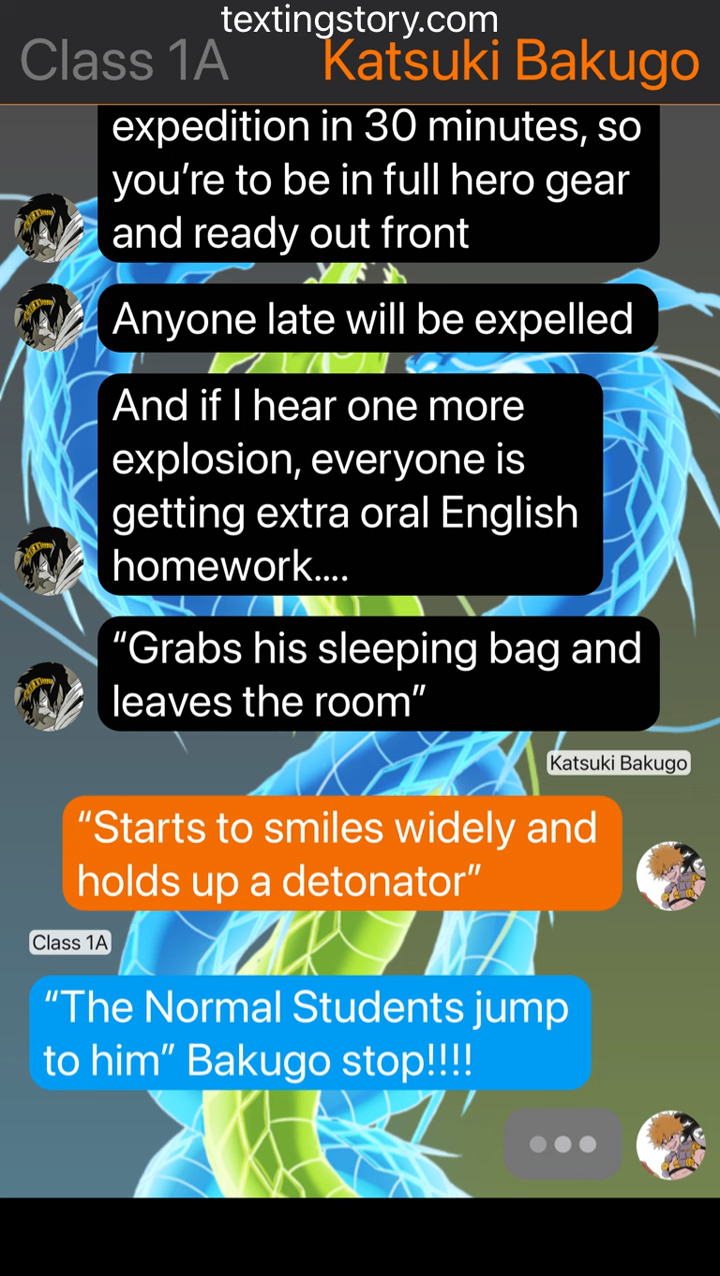 textingstory.com
Class 1A Katsuki Bakugo
expedition in 30 minutes, so
you’re to be in full hero gear
and ready out front
Anyone late will be expelled
And if I hear one more
explosion, everyone is
getting extra oral English
homework....
“Grabs his sleeping bag and
leaves the room”
Katsuki Bakugo
“Starts to smiles widely and
holds up a detonator”
Class 1A
“The Normal Students jump
to him” Bakugo stop!!!!